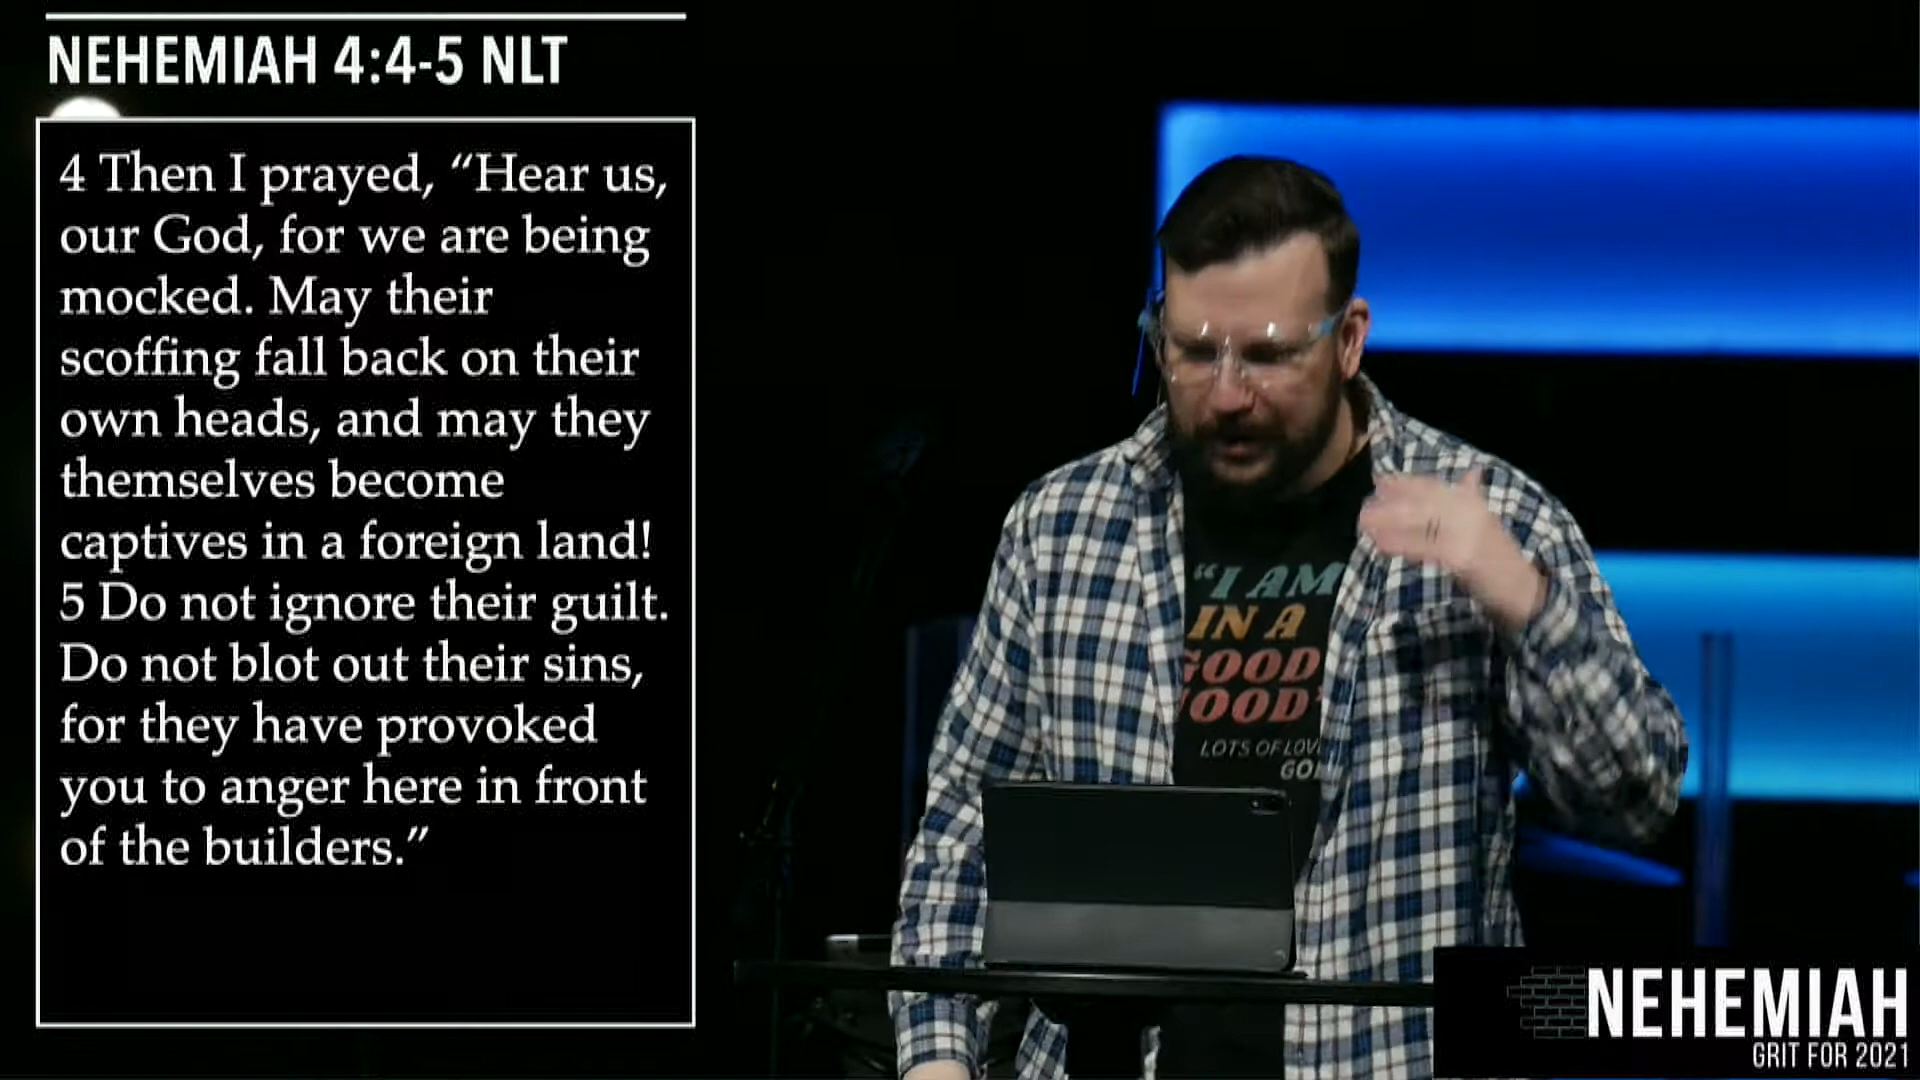 NEHEMIAH 4:4-5 NLT
4 Then I prayed, “Hear us,
our God, for we are being
mocked. May their
scoffing fall back on their
own heads, and may they
themselves become
captives in a foreign land!
5 Do not ignore their guilt.
Do not blot out their sins,
for they have provoked
you to anger here in front
of the builders.”
“I AM
IN A
GOOD
LOTS OF
NEHEMIAH
GRIT FOR 2021